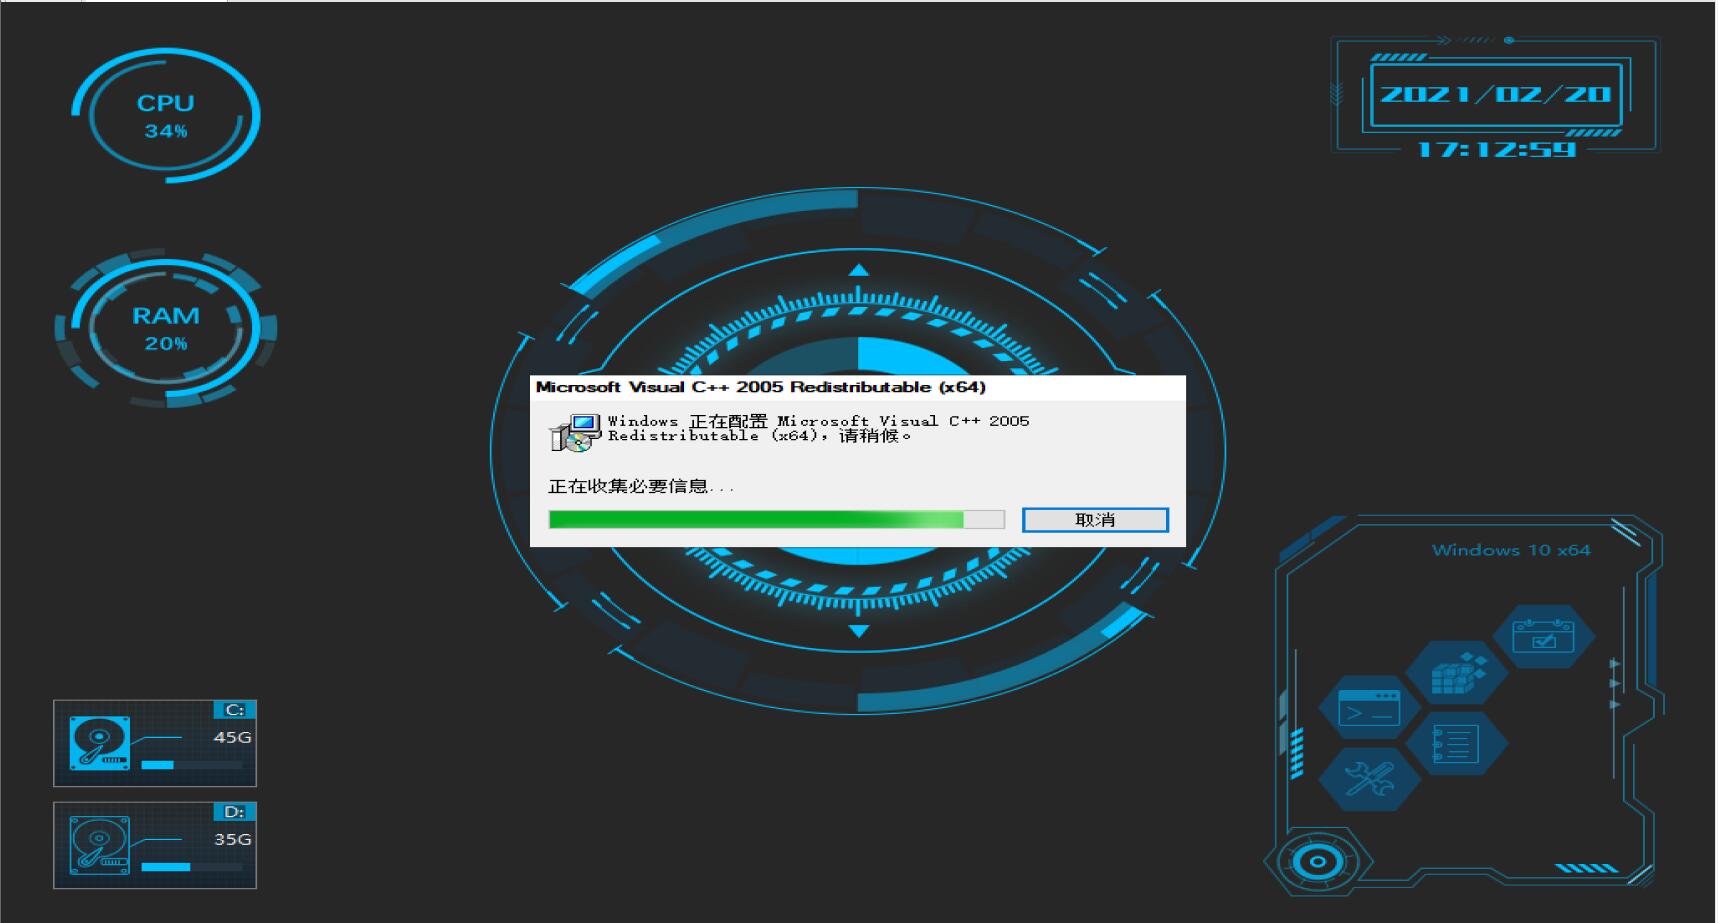 CPU
34%
2021/02/20
17:12:59
RAM
20%
Microsoft Visual C++ 2005 Redistributable (x64)
Windows 正在配置 Microsoft Visual C++ 2005
Redistributable (x64)，请稍候。
正在收集必要信息...
取消
Windows 10 x64
C:
45G
D:
35G